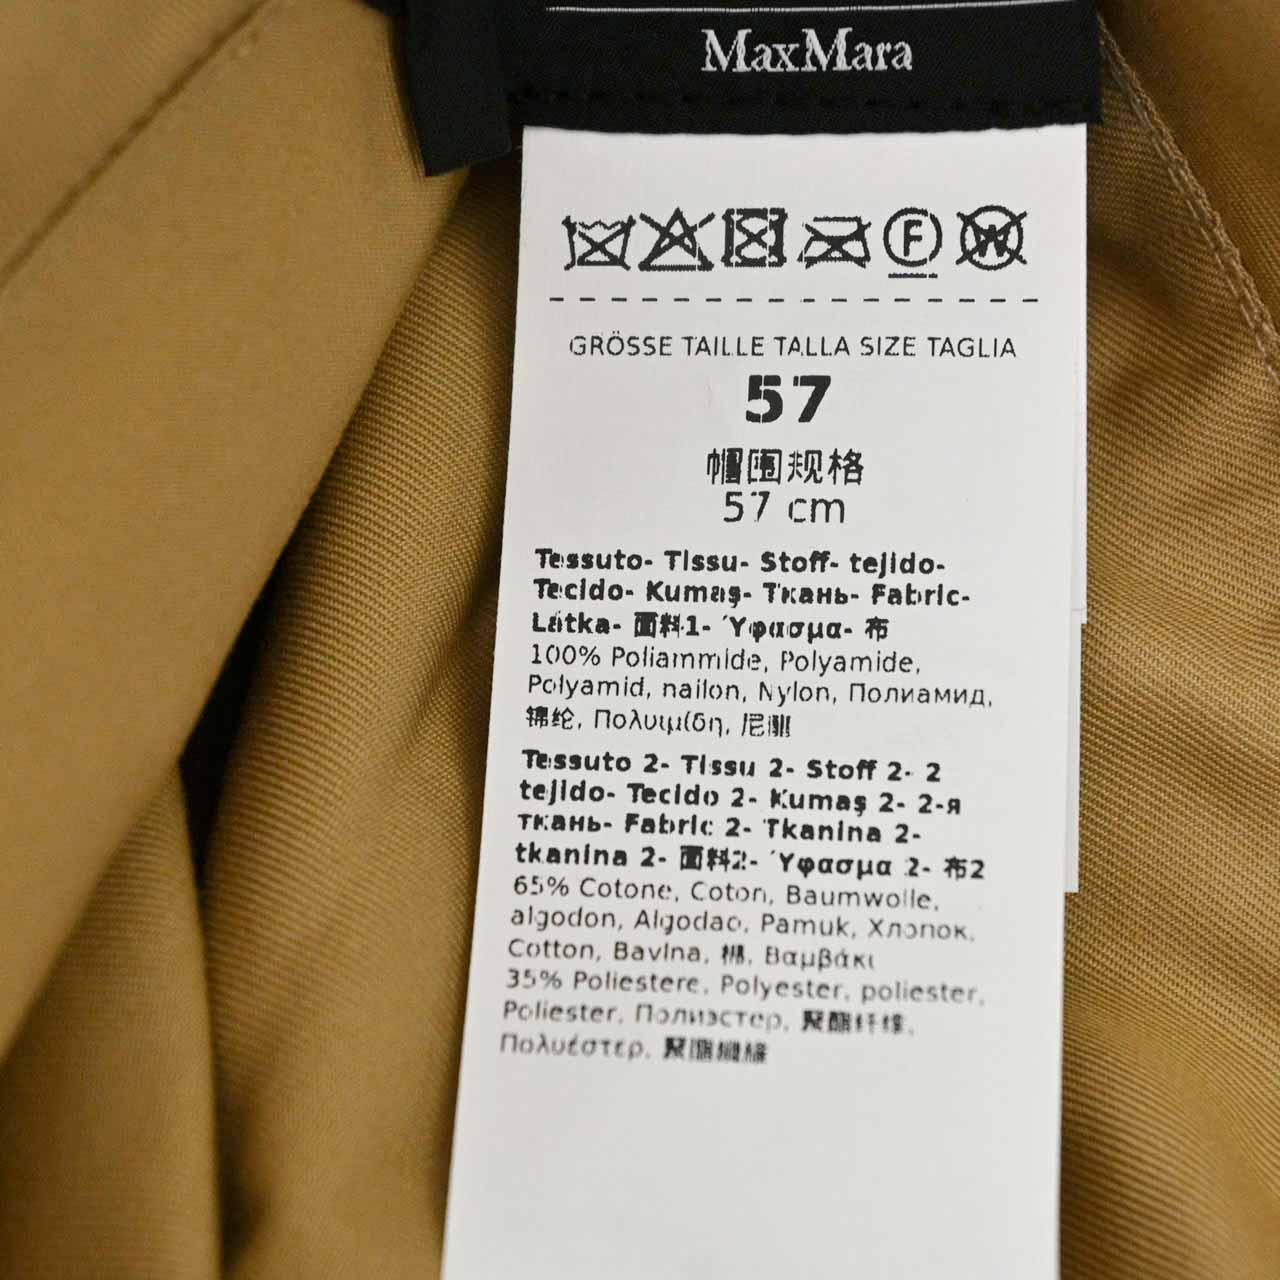 MaxMara
F
W
GRÖSSE TAILLE TALLA SIZE TAGLIA
57
帽围规格
57 cm
Tessuto- Tissu- Stoff- tejido-
Tecido- Kumaş- Ткань- Fabric-
Látka- 面料1- Ύφασμα- 布
100% Poliammide, Polyamide,
Polyamid, nailon, Nylon, Полиамид,
锦纶, Πολυιμίδη, 尼龍
Tessuto 2- Tissu 2- Stoff 2- 2
tejido- Tecido 2- Kumaş 2- 2-я
ткань- Fabric 2- Tkanina 2-
tkanina 2- 面料2- Ύφασμα 2- 布2
65% Cotone, Coton, Baumwolle,
algodon, Algodao, Pamuk, Хлопок,
Cotton, Bavlna, 棉, Βαμβάκι
35% Poliestere, Polyester, poliester,
Poliester, Полиэстер, 聚酯纤维,
Πολυέστερ, 聚酯纖維